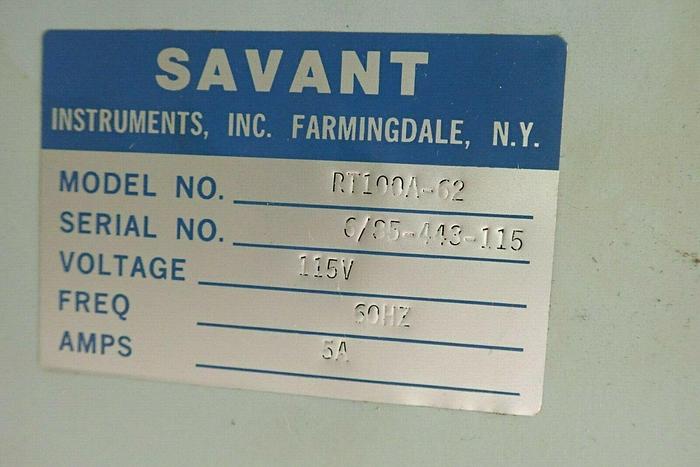 SAVANT
INSTRUMENTS, INC. FARMINGDALE, N.Y.
MODEL NO. RT100A-62
SERIAL NO. 6/85-443-115
VOLTAGE 115V
FREQ 60HZ
AMPS 5A